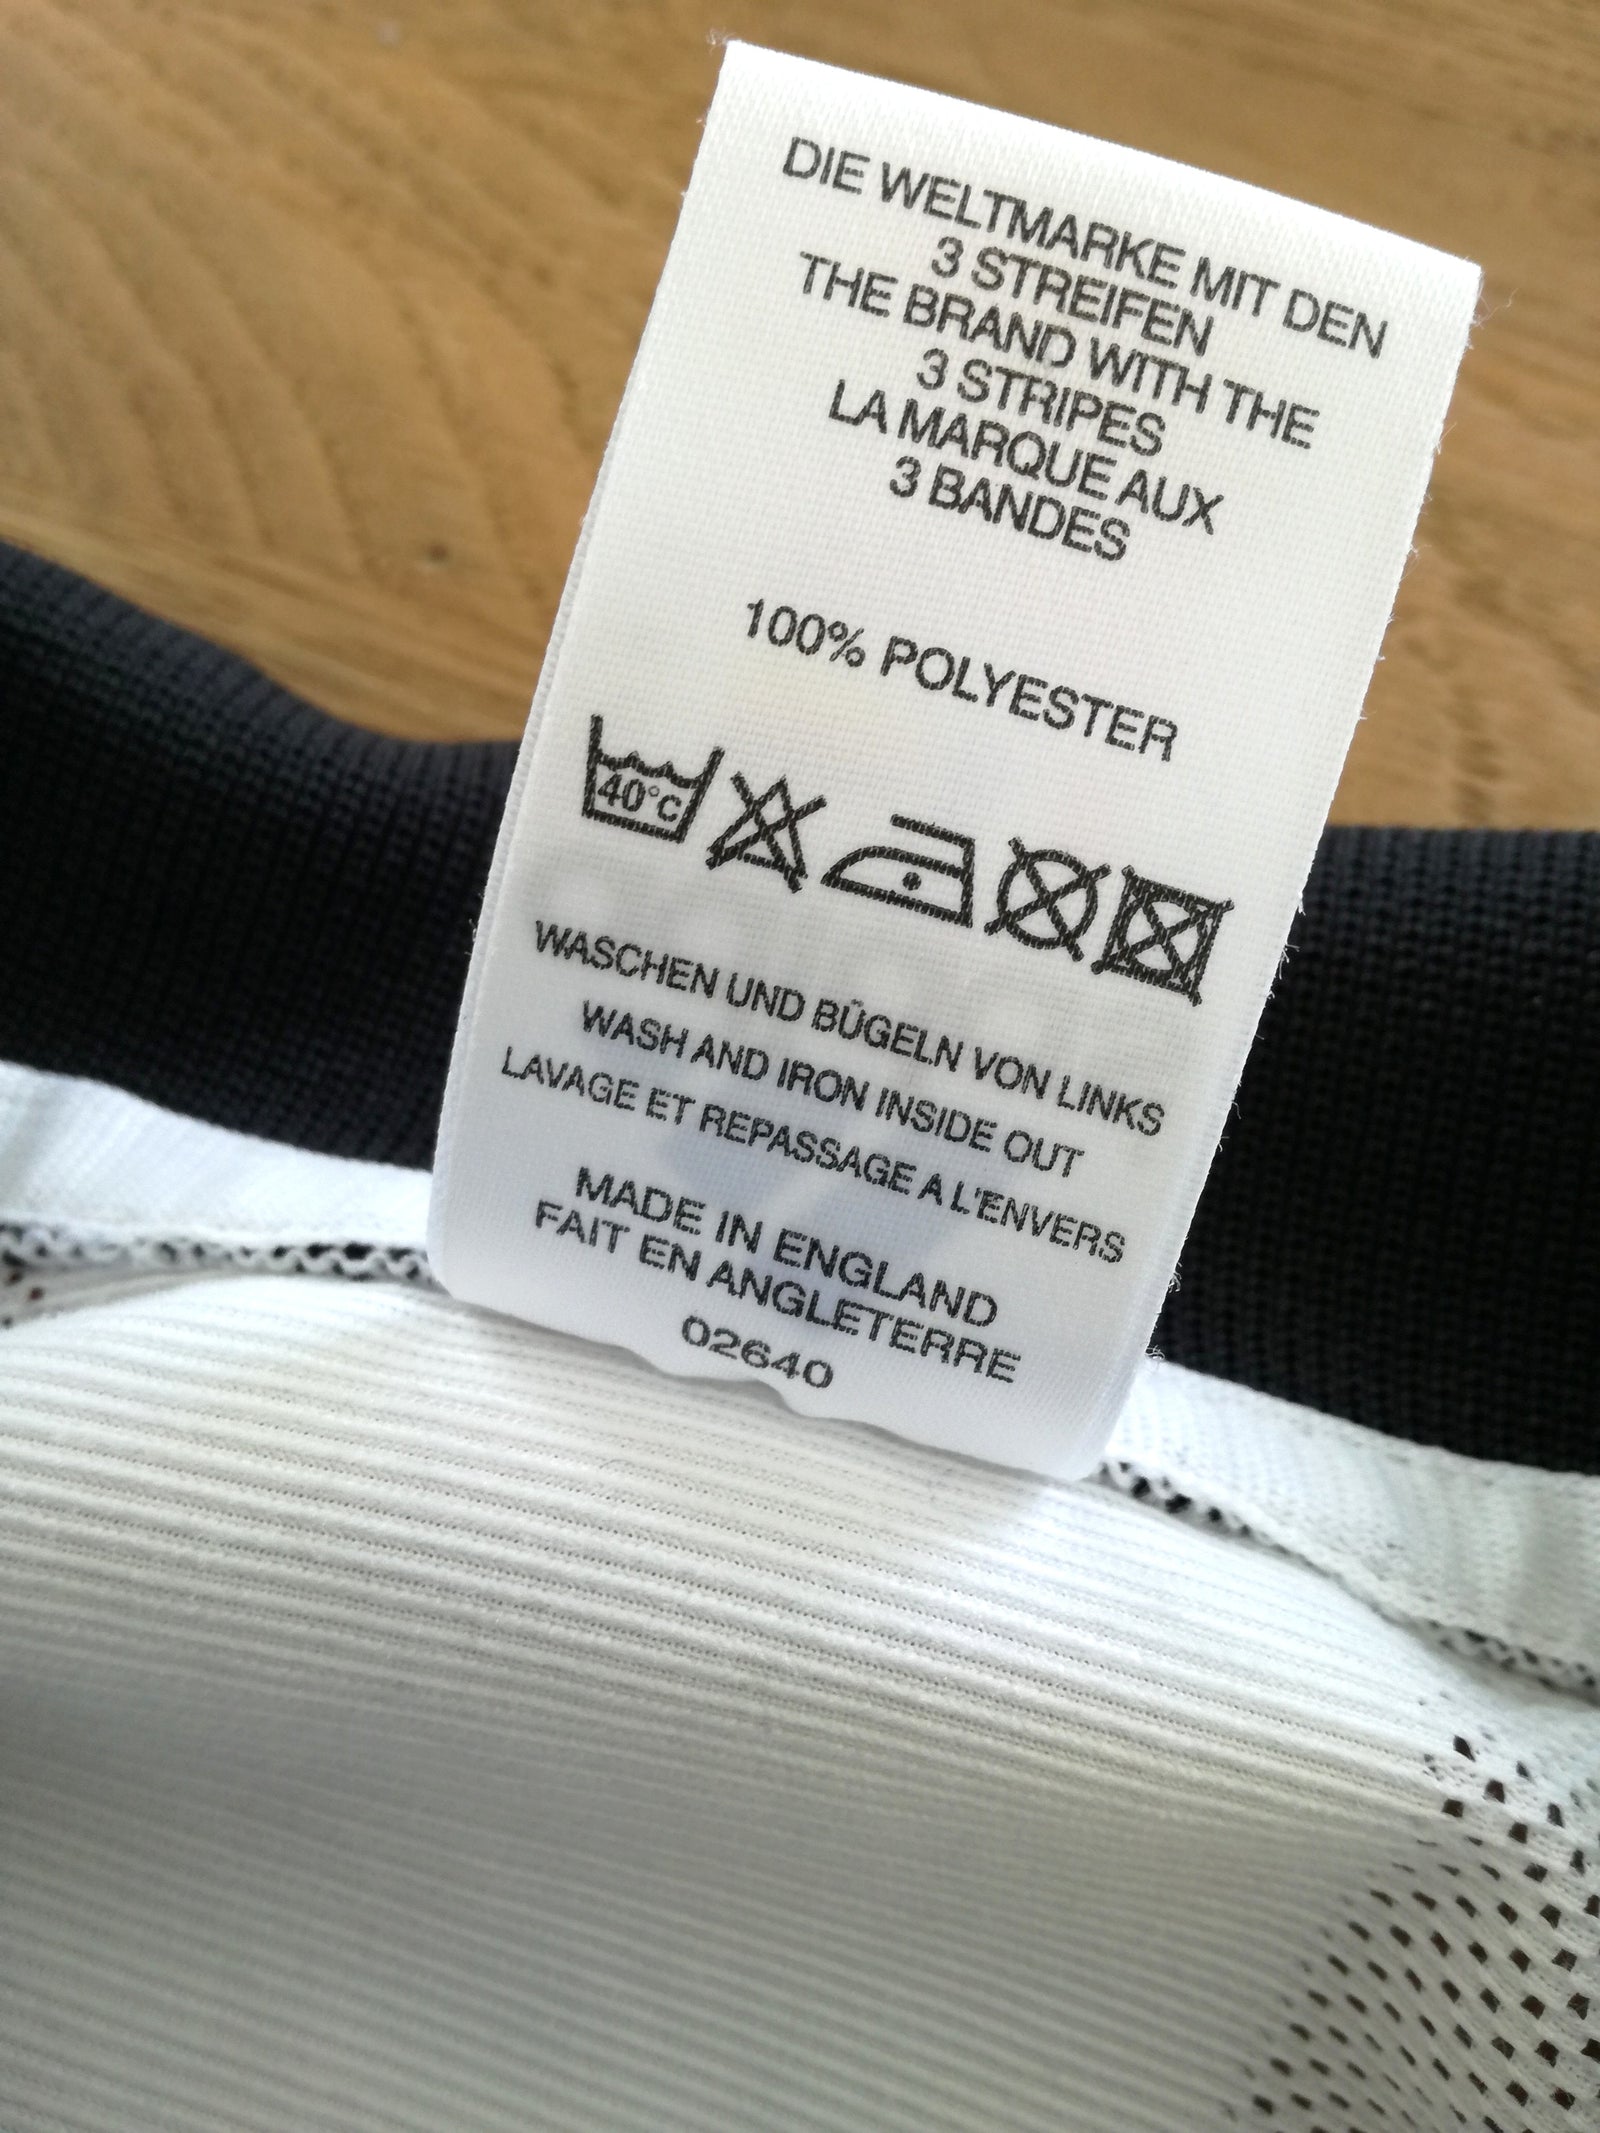 DIE WELTMARKE MIT DEN
3 STREIFEN
THE BRAND WITH THE
3 STRIPES
LA MARQUE AUX
3 BANDES
100% POLYESTER
40°C
WASCHEN UND BÜGELN VON LINKS
WASH AND IRON INSIDE OUT
LAVAGE ET REPASSAGE A L'ENVERS
MADE IN ENGLAND
FAIT EN ANGLETERRE
02640